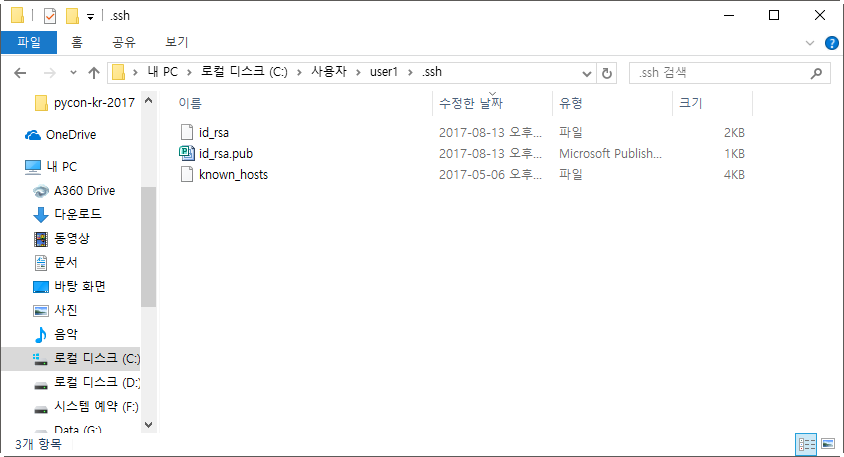 .ssh
파일 홈 공유 보기
내 PC 로컬 디스크 (C:) 사용자 user1 .ssh .ssh 검색
이름 수정한 날짜 유형 크기
pycon-kr-2017
OneDrive
내 PC
A360 Drive
다운로드
동영상
문서
바탕 화면
사진
음악
로컬 디스크 (C:)
로컬 디스크 (D:)
시스템 예약 (F:)
Data (G:)
id_rsa 2017-08-13 오후... 파일 2KB
id_rsa.pub 2017-08-13 오후... Microsoft Publish... 1KB
known_hosts 2017-05-06 오후... 파일 4KB
3개 항목